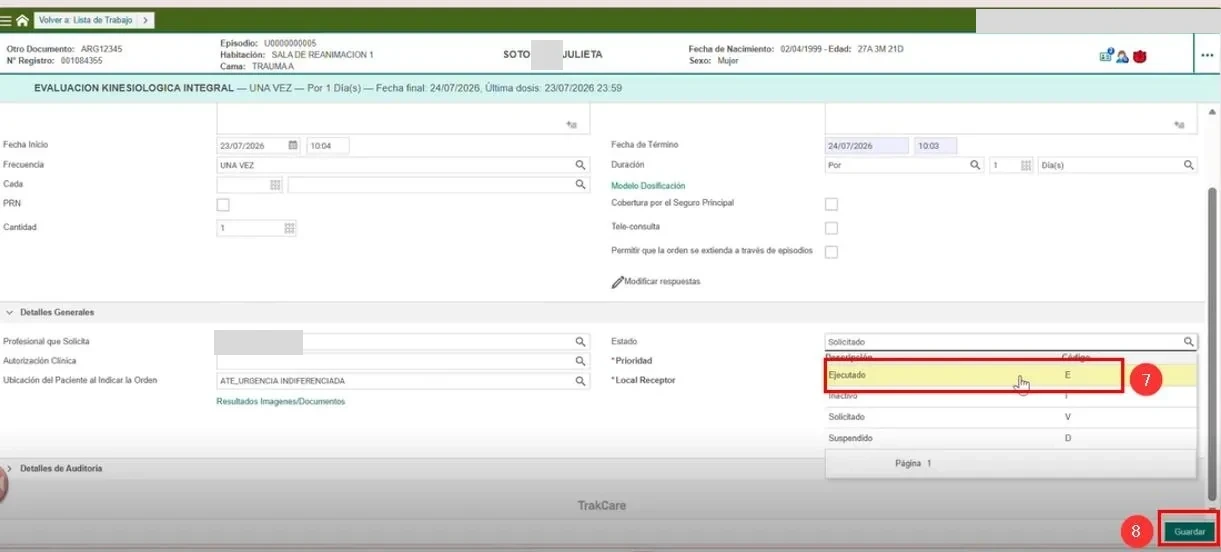 Volver a: Lista de Trabajo
Otro Documento: ARG12345
N° Registro: 001084355
Episodio: U0000000005
Habitación: SALA DE REANIMACION 1
Cama: TRAUMA A
SOTO JULIETA
Fecha de Nacimiento: 02/04/1999 - Edad: 27A 3M 21D
Sexo: Mujer
EVALUACION KINESIOLOGICA INTEGRAL — UNA VEZ — Por 1 Día(s) — Fecha final: 24/07/2026, Última dosis: 23/07/2026 23:59
Fecha Inicio 23/07/2026 10:04 Fecha de Término 24/07/2026 10:03
Frecuencia UNA VEZ Duración Por 1 Día(s)
Cada Modelo Dosificación
PRN Cobertura por el Seguro Principal
Cantidad 1 Tele-consulta
Permitir que la orden se extienda a través de episodios
Modificar respuestas
Detalles Generales
Profesional que Solicita Estado Solicitado
Autorización Clínica *Prioridad Descripción Código
Ubicación del Paciente al Indicar la Orden ATE_URGENCIA INDIFERENCIADA *Local Receptor Ejecutado E 7
Resultados Imagenes/Documentos Inactivo I
Solicitado V
Suspendido D
Página 1
Detalles de Auditoría
TrakCare
8 Guardar